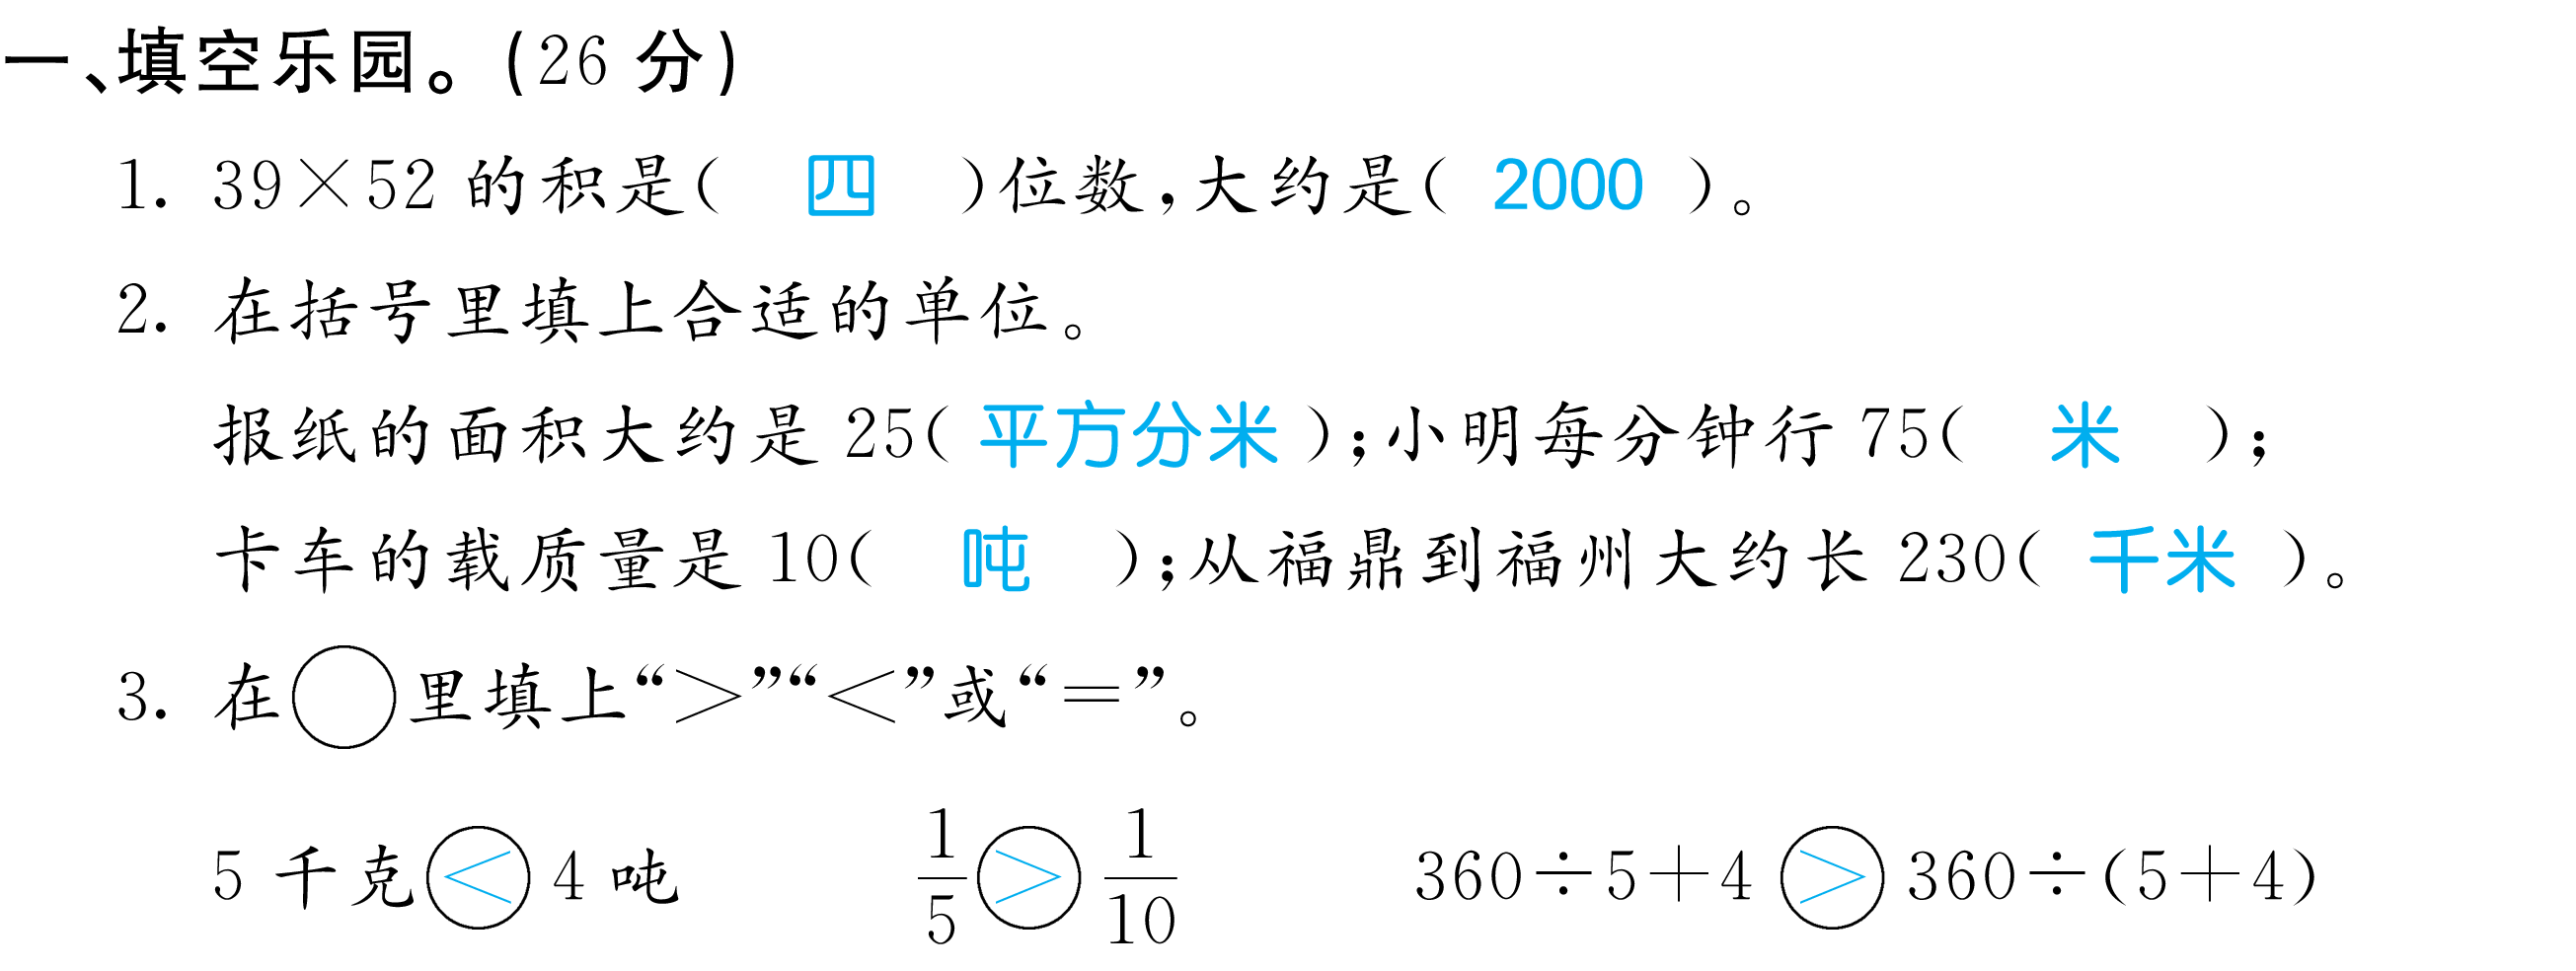 一、填空乐园。(26 分)
1. 39×52 的积是( 四 )位数,大约是( 2000 )。
2. 在括号里填上合适的单位。
报纸的面积大约是 25( 平方分米 );小明每分钟行 75( 米 );
卡车的载质量是 10( 吨 );从福鼎到福州大约长 230( 千米 )。
3. 在○里填上“>”“<”或“=”。
5 千克 < 4 吨 1/5 > 1/10 360÷5+4 > 360÷(5+4)